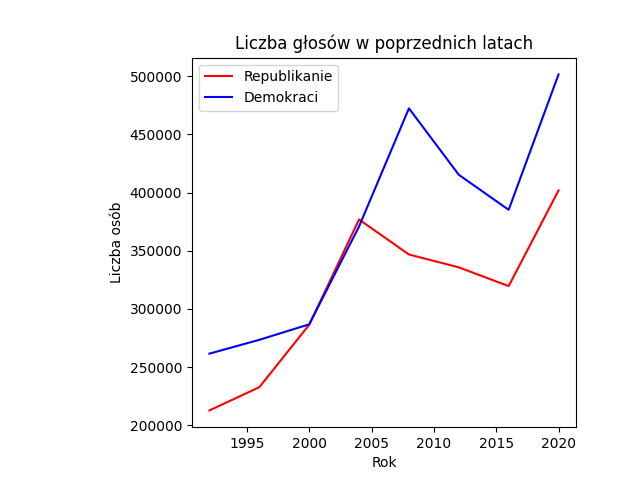 Liczba głosów w poprzednich latach
Republikanie
Demokraci
500000
450000
400000
350000
300000
250000
200000
Liczba osób
1995 2000 2005 2010 2015 2020
Rok